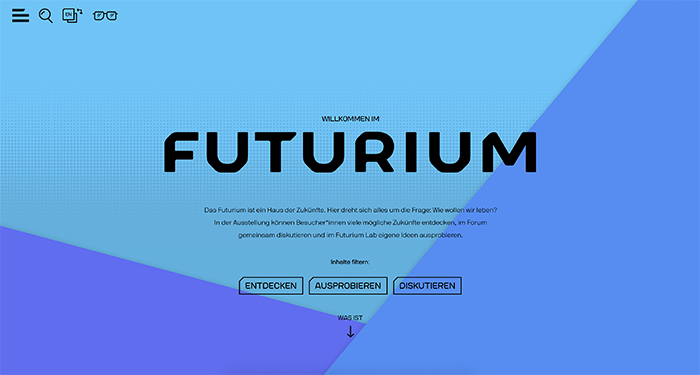 EN
WILLKOMMEN IM
FUTURIUM
Das Futurium ist ein Haus der Zukünfte. Hier dreht sich alles um die Frage: Wie wollen wir leben?
In der Ausstellung können Besucher*innen viele mögliche Zukünfte entdecken, im Forum
gemeinsam diskutieren und im Futurium Lab eigene Ideen ausprobieren.
Inhalte filtern:
ENTDECKEN AUSPROBIEREN DISKUTIEREN
WAS IST